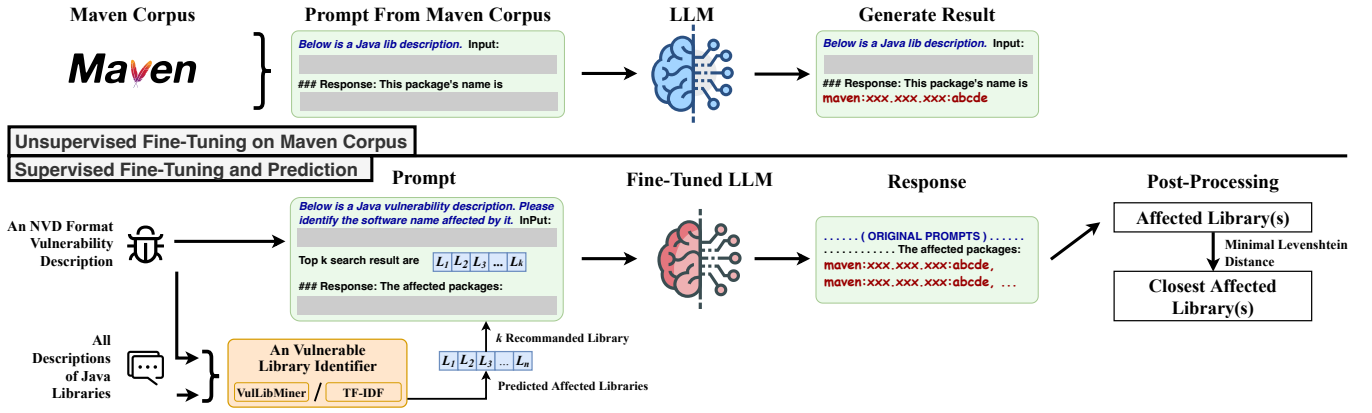 Maven Corpus
Prompt From Maven Corpus
LLM
Generate Result
Maven
Below is a Java lib description. Input:
### Response: This package's name is
Below is a Java lib description. Input:
### Response: This package's name is
maven:xxx.xxx.xxx:abcde
Unsupervised Fine-Tuning on Maven Corpus
Supervised Fine-Tuning and Prediction
Prompt
Fine-Tuned LLM
Response
Post-Processing
An NVD Format
Vulnerability
Description
Below is a Java vulnerability description. Please
identify the software name affected by it. InPut:
Top k search result are L1 L2 L3 ... Lk
### Response: The affected packages:
. . . . . . ( ORIGINAL PROMPTS ) . . . . . .
. . . . . . . . . . . . The affected packages:
maven:xxx.xxx.xxx:abcde,
maven:xxx.xxx.xxx:abcde, ...
Affected Library(s)
Minimal Levenshtein
Distance
Closest Affected
Library(s)
All
Descriptions
of Java
Libraries
An Vulnerable
Library Identifier
VulLibMiner / TF-IDF
k Recommanded Library
L1 L2 L3 ... Ln
Predicted Affected Libraries